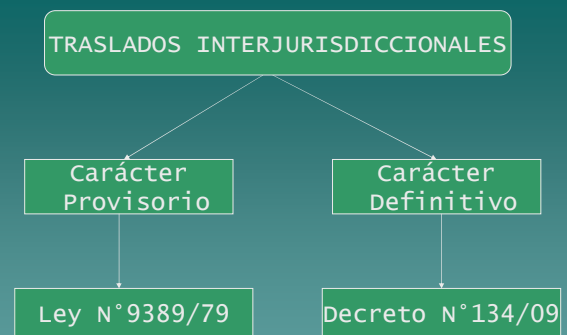 TRASLADOS INTERJURISDICCIONALES
Carácter
Provisorio
Carácter
Definitivo
Ley N°9389/79
Decreto N°134/09